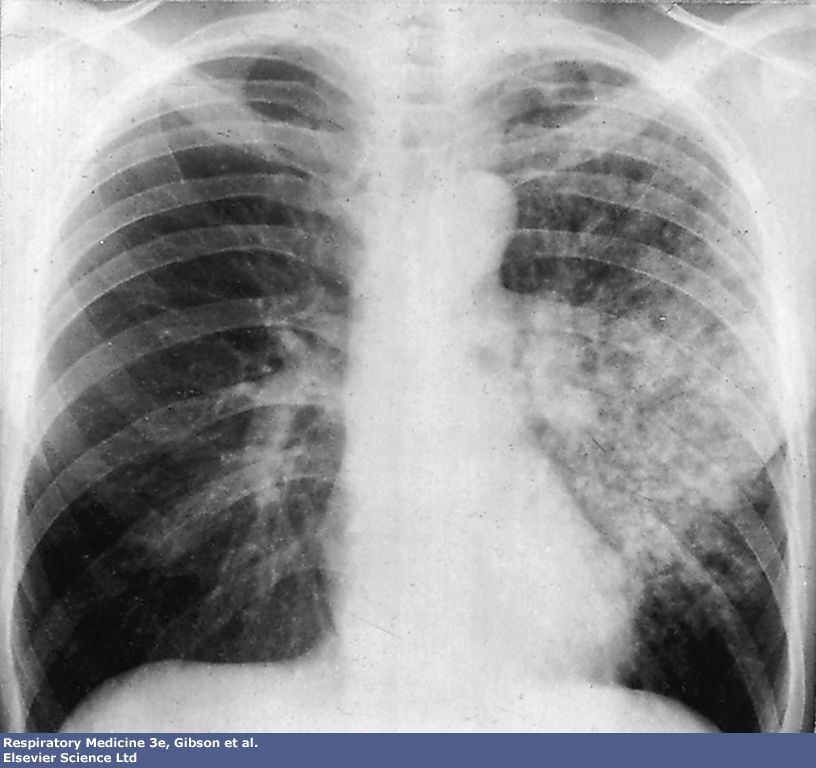 Respiratory Medicine 3e, Gibson et al.
Elsevier Science Ltd